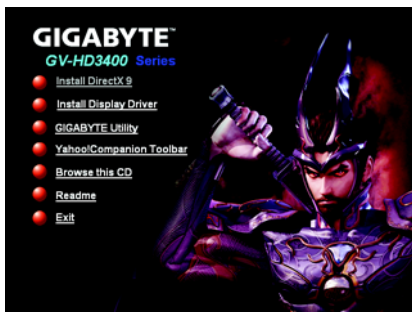 GIGABYTE™
GV-HD3400 Series
Install DirectX 9
Install Display Driver
GIGABYTE Utility
Yahoo!Companion Toolbar
Browse this CD
Readme
Exit